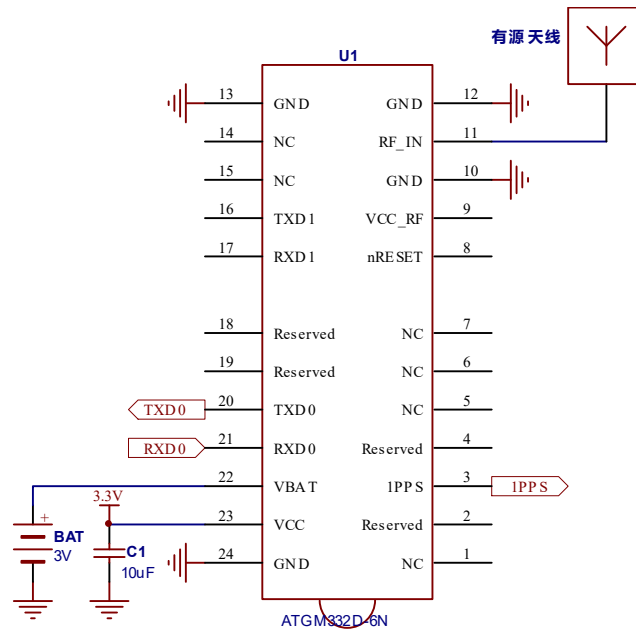 有源天线
U1
13 GND GND 12
14 NC RF_IN 11
15 NC GND 10
16 TXD1 VCC_RF 9
17 RXD1 nRESET 8
18 Reserved NC 7
19 Reserved NC 6
TXD0 20 TXD0 NC 5
RXD0 21 RXD0 Reserved 4
22 VBAT 1PPS 3 1PPS
3.3V
23 VCC Reserved 2
+
BAT
3V
C1
10uF
24 GND NC 1
ATGM332D-6N